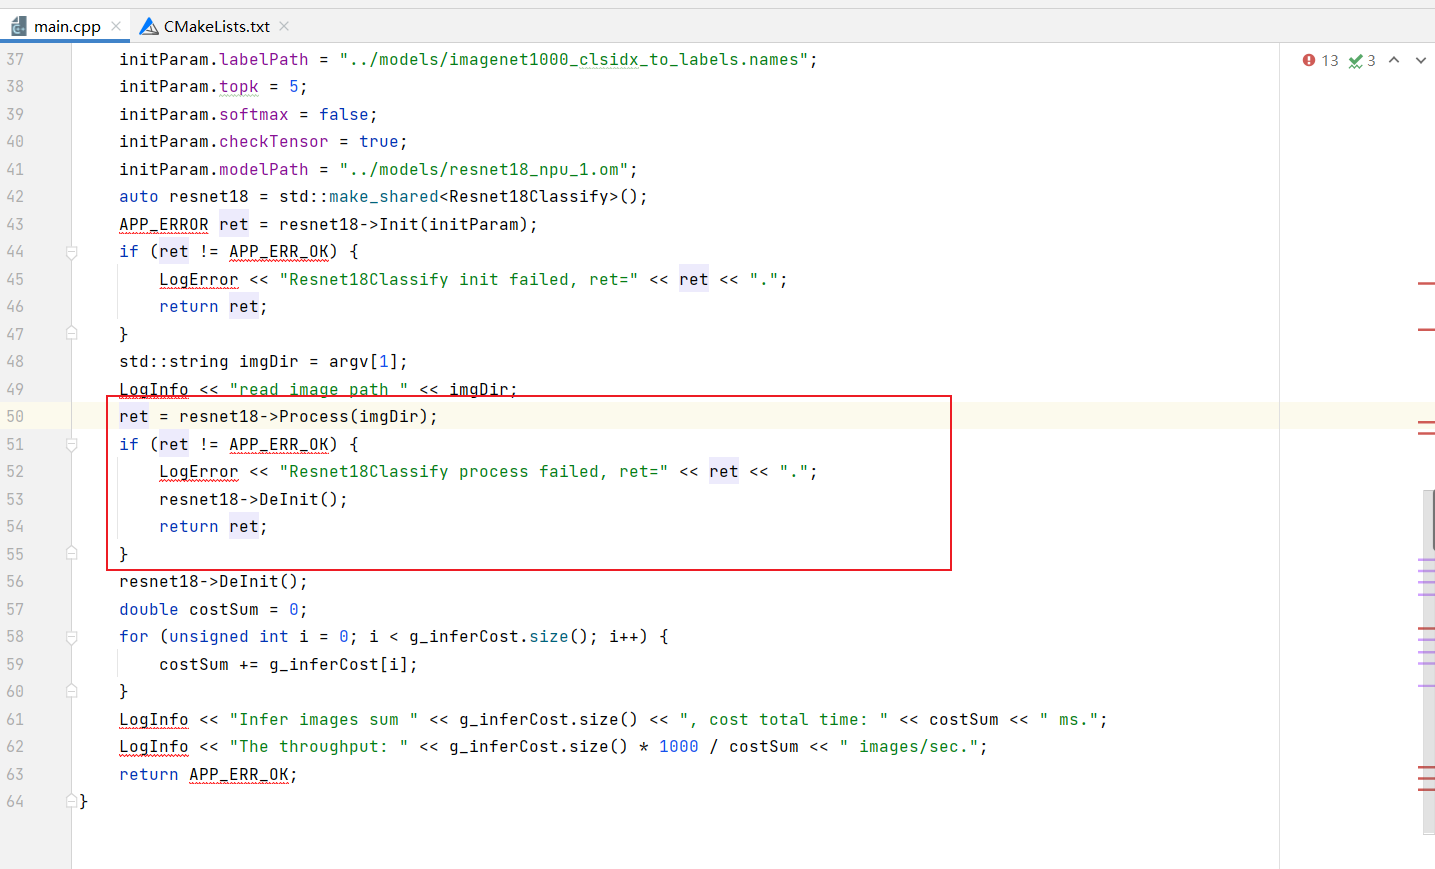 main.cpp CMakeLists.txt
13 3
37 initParam.labelPath = "../models/imagenet1000_clsidx_to_labels.names";
38 initParam.topk = 5;
39 initParam.softmax = false;
40 initParam.checkTensor = true;
41 initParam.modelPath = "../models/resnet18_npu_1.om";
42 auto resnet18 = std::make_shared<Resnet18Classify>();
43 APP_ERROR ret = resnet18->Init(initParam);
44 if (ret != APP_ERR_OK) {
45 LogError << "Resnet18Classify init failed, ret=" << ret << ".";
46 return ret;
47 }
48 std::string imgDir = argv[1];
49 LogInfo << "read image path " << imgDir;
50 ret = resnet18->Process(imgDir);
51 if (ret != APP_ERR_OK) {
52 LogError << "Resnet18Classify process failed, ret=" << ret << ".";
53 resnet18->DeInit();
54 return ret;
55 }
56 resnet18->DeInit();
57 double costSum = 0;
58 for (unsigned int i = 0; i < g_inferCost.size(); i++) {
59 costSum += g_inferCost[i];
60 }
61 LogInfo << "Infer images sum " << g_inferCost.size() << ", cost total time: " << costSum << " ms.";
62 LogInfo << "The throughput: " << g_inferCost.size() * 1000 / costSum << " images/sec.";
63 return APP_ERR_OK;
64 }